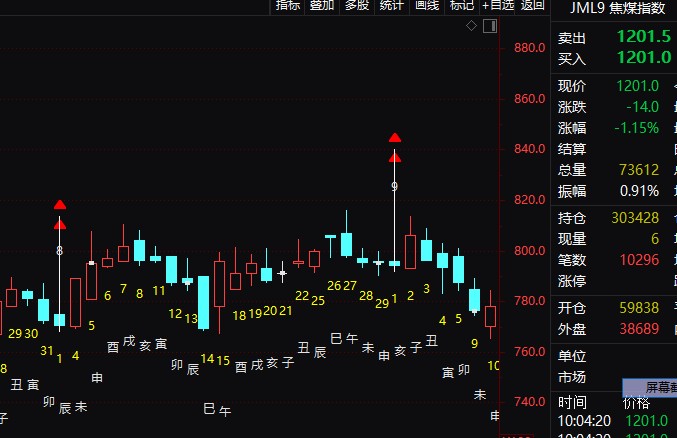 指标 叠加 多股 统计 画线 标记 +自选 返回
JML9 焦煤指数
卖出 1201.5
买入 1201.0
现价 1201.0
涨跌 -14.0
涨幅 -1.15%
结算
总量 73612
振幅 0.91%
持仓 303428
现量 6
笔数 10296
涨停
开仓 59838
外盘 38689
单位
市场
屏幕截
时间 价格
10:04:20 1201.0
880.0
860.0
840.0
820.0
800.0
780.0
760.0
740.0
8
9
29 30 31 1 4 5 6 7 8 11 12 13 14 15 18 19 20 21 22 25 26 27 28 29 1 2 3 4 5 9 10
丑 寅 卯 辰 未 申 酉 戌 亥 寅 卯 辰 巳 午 酉 戌 亥 子 丑 辰 巳 午 未 申 亥 子 丑 寅 卯 未 申